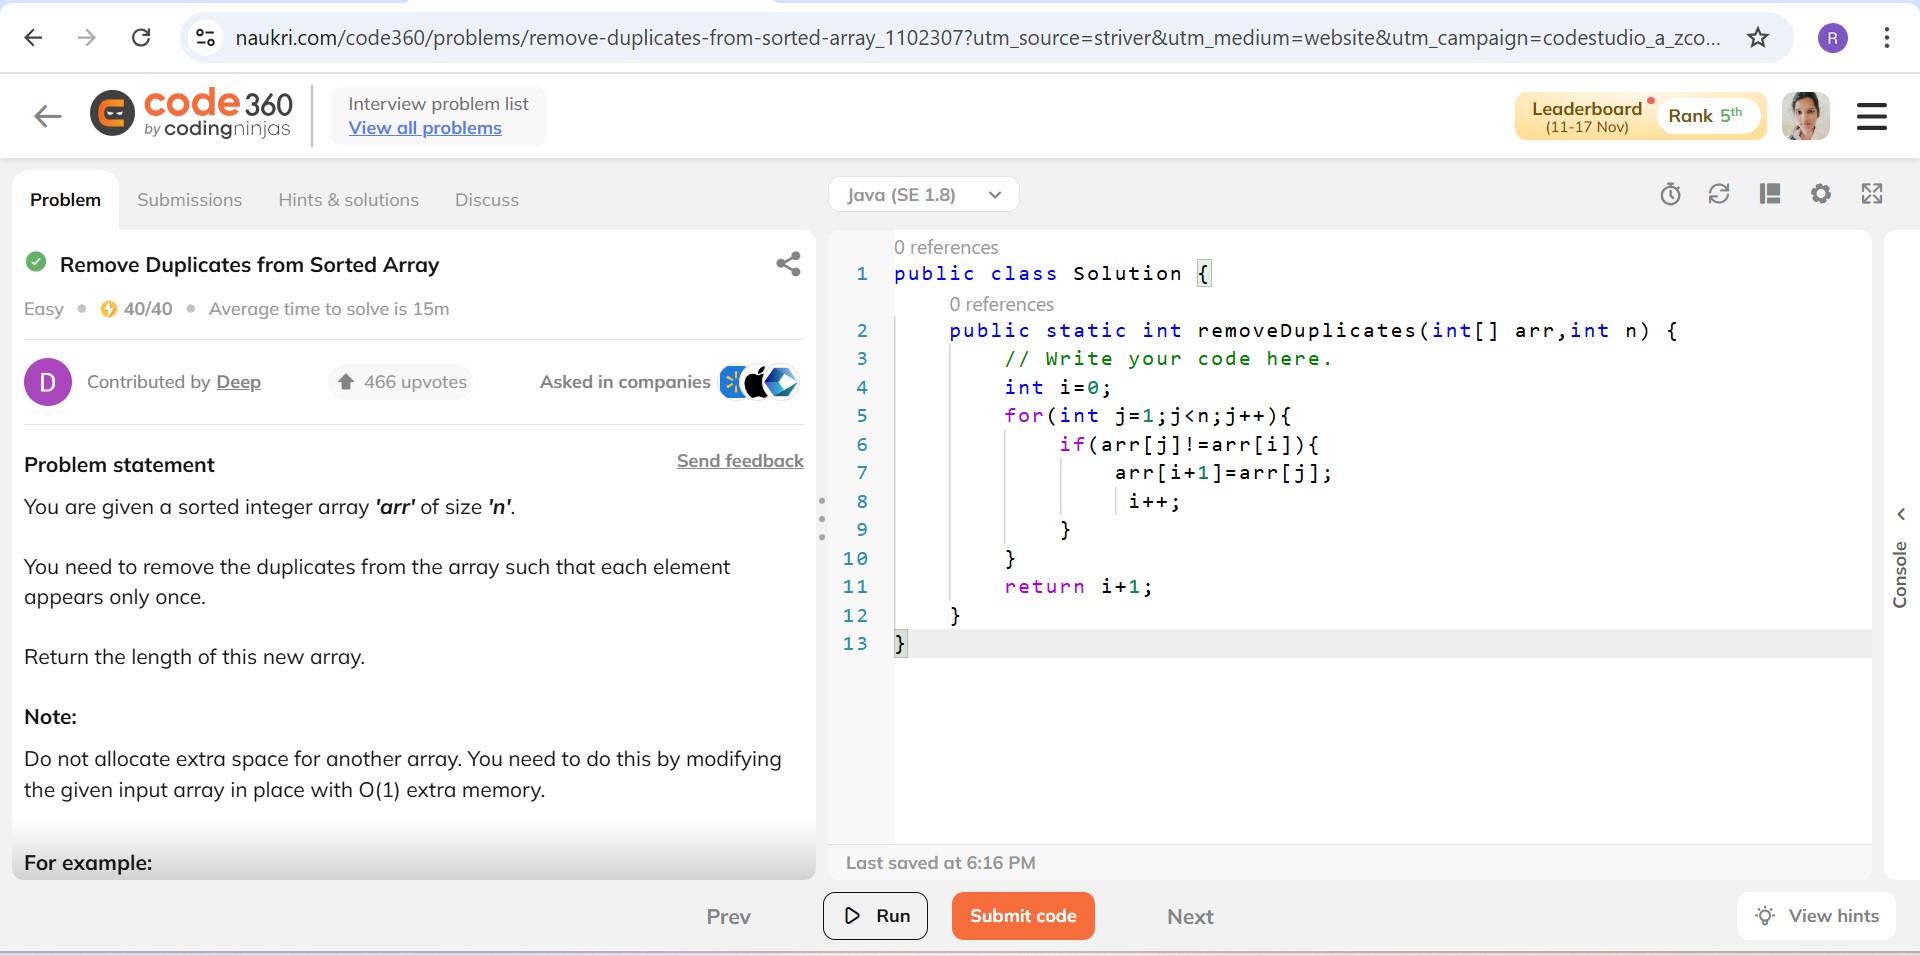 naukri.com/code360/problems/remove-duplicates-from-sorted-array_1102307?utm_source=striver&utm_medium=website&utm_campaign=codestudio_a_zco...
R
code 360
by codingninjas
Interview problem list
View all problems
Leaderboard
(11-17 Nov)
Rank 5th
Problem
Submissions
Hints & solutions
Discuss
Remove Duplicates from Sorted Array
Easy
40/40
Average time to solve is 15m
D
Contributed by Deep
466 upvotes
Asked in companies
Problem statement
Send feedback
You are given a sorted integer array 'arr' of size 'n'.
You need to remove the duplicates from the array such that each element
appears only once.
Return the length of this new array.
Note:
Do not allocate extra space for another array. You need to do this by modifying
the given input array in place with O(1) extra memory.
For example:
Java (SE 1.8)
0 references
1 public class Solution {
0 references
2 public static int removeDuplicates(int[] arr,int n) {
3 // Write your code here.
4 int i=0;
5 for(int j=1;j<n;j++){
6 if(arr[j]!=arr[i]){
7 arr[i+1]=arr[j];
8 i++;
9 }
10 }
11 return i+1;
12 }
13 }
Console
Last saved at 6:16 PM
Prev
Run
Submit code
Next
View hints